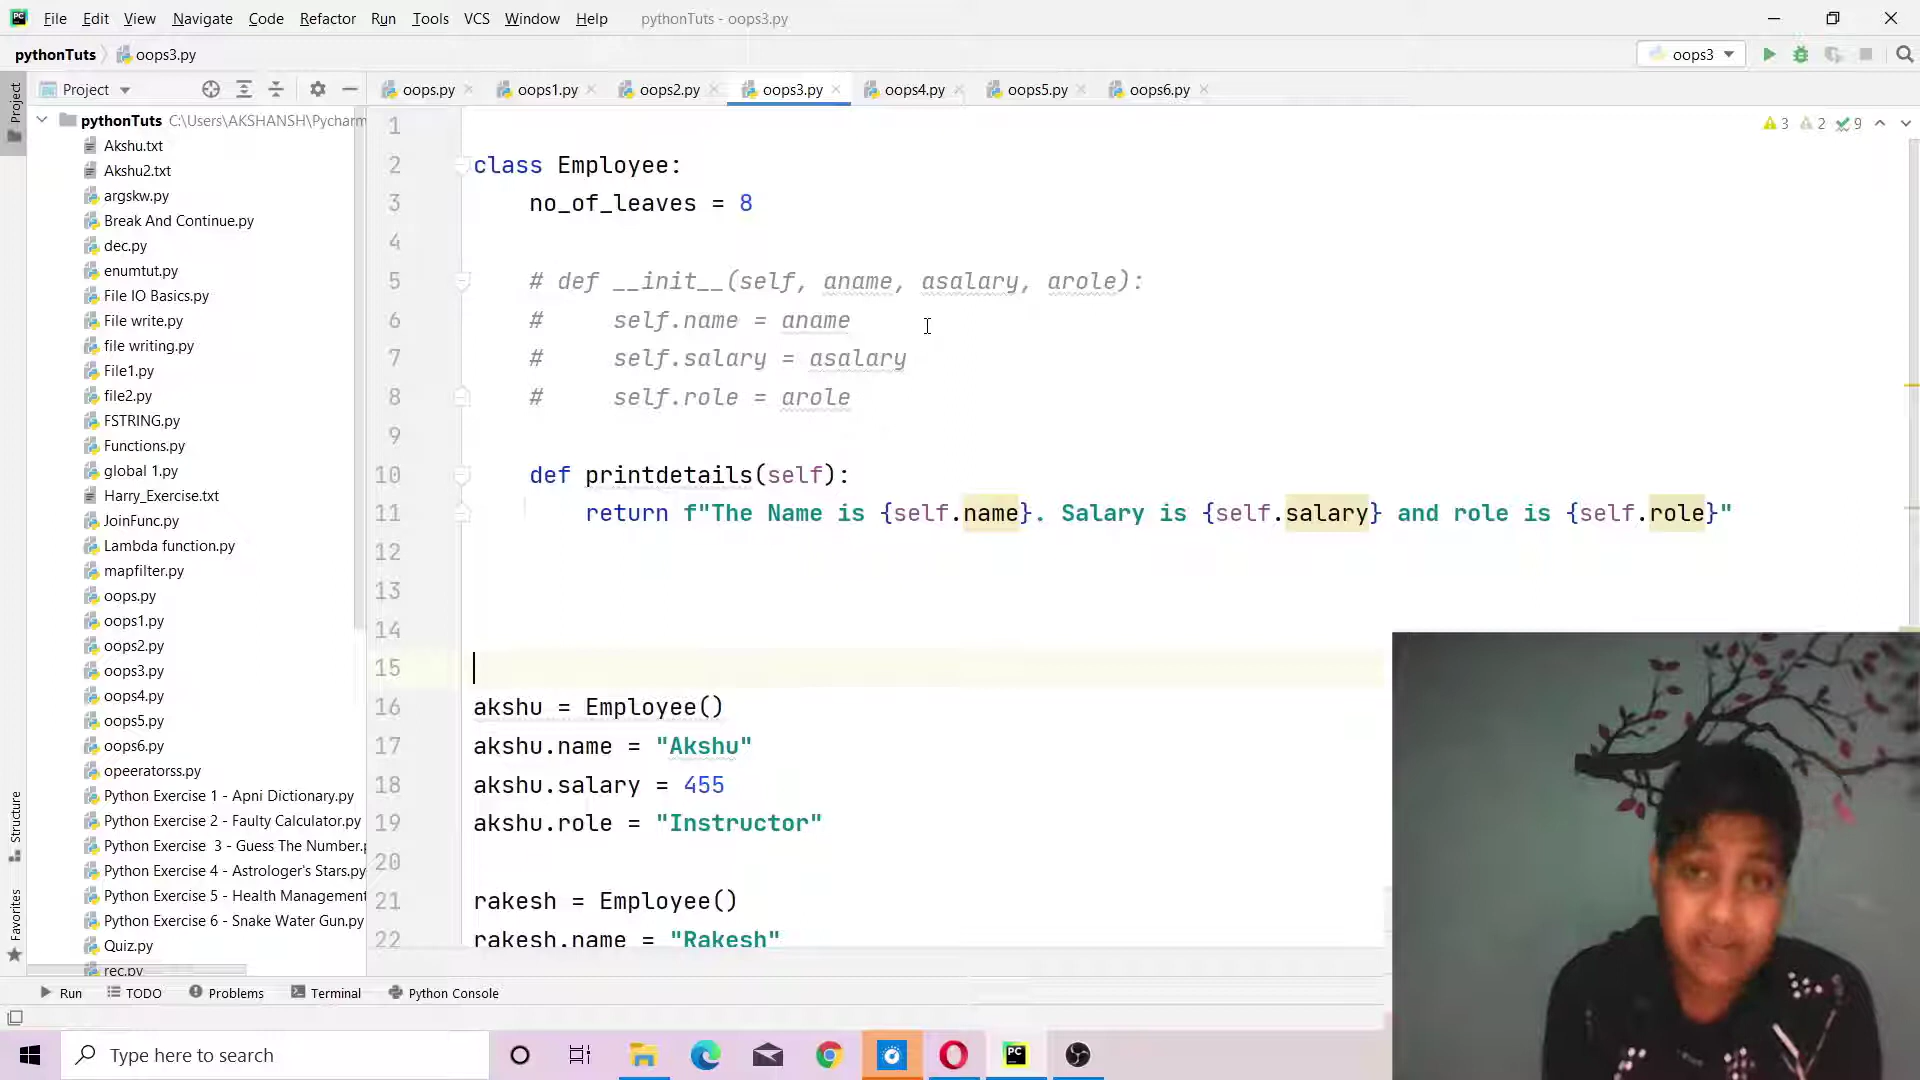 PC File Edit View Navigate Code Refactor Run Tools VCS Window Help pythonTuts - oops3.py
pythonTuts oops3.py oops3
Project oops.py oops1.py oops2.py oops3.py oops4.py oops5.py oops6.py
Project
pythonTuts C:\Users\AKSHANSH\Pycharm
Akshu.txt
Akshu2.txt
argskw.py
Break And Continue.py
dec.py
enumtut.py
File IO Basics.py
File write.py
file writing.py
File1.py
file2.py
FSTRING.py
Functions.py
global 1.py
Harry_Exercise.txt
JoinFunc.py
Lambda function.py
mapfilter.py
oops.py
oops1.py
oops2.py
oops3.py
oops4.py
oops5.py
oops6.py
opeeratorss.py
Python Exercise 1 - Apni Dictionary.py
Python Exercise 2 - Faulty Calculator.py
Python Exercise 3 - Guess The Number.p
Python Exercise 4 - Astrologer's Stars.py
Python Exercise 5 - Health Management
Python Exercise 6 - Snake Water Gun.py
Quiz.py
rec.py
Structure
Favorites
3 2 9
1
2 class Employee:
3 no_of_leaves = 8
4
5 # def __init__(self, aname, asalary, arole):
6 # self.name = aname
7 # self.salary = asalary
8 # self.role = arole
9
10 def printdetails(self):
11 return f"The Name is {self.name}. Salary is {self.salary} and role is {self.role}"
12
13
14
15
16 akshu = Employee()
17 akshu.name = "Akshu"
18 akshu.salary = 455
19 akshu.role = "Instructor"
20
21 rakesh = Employee()
22 rakesh.name = "Rakesh"
Run TODO Problems Terminal Python Console
Type here to search PC